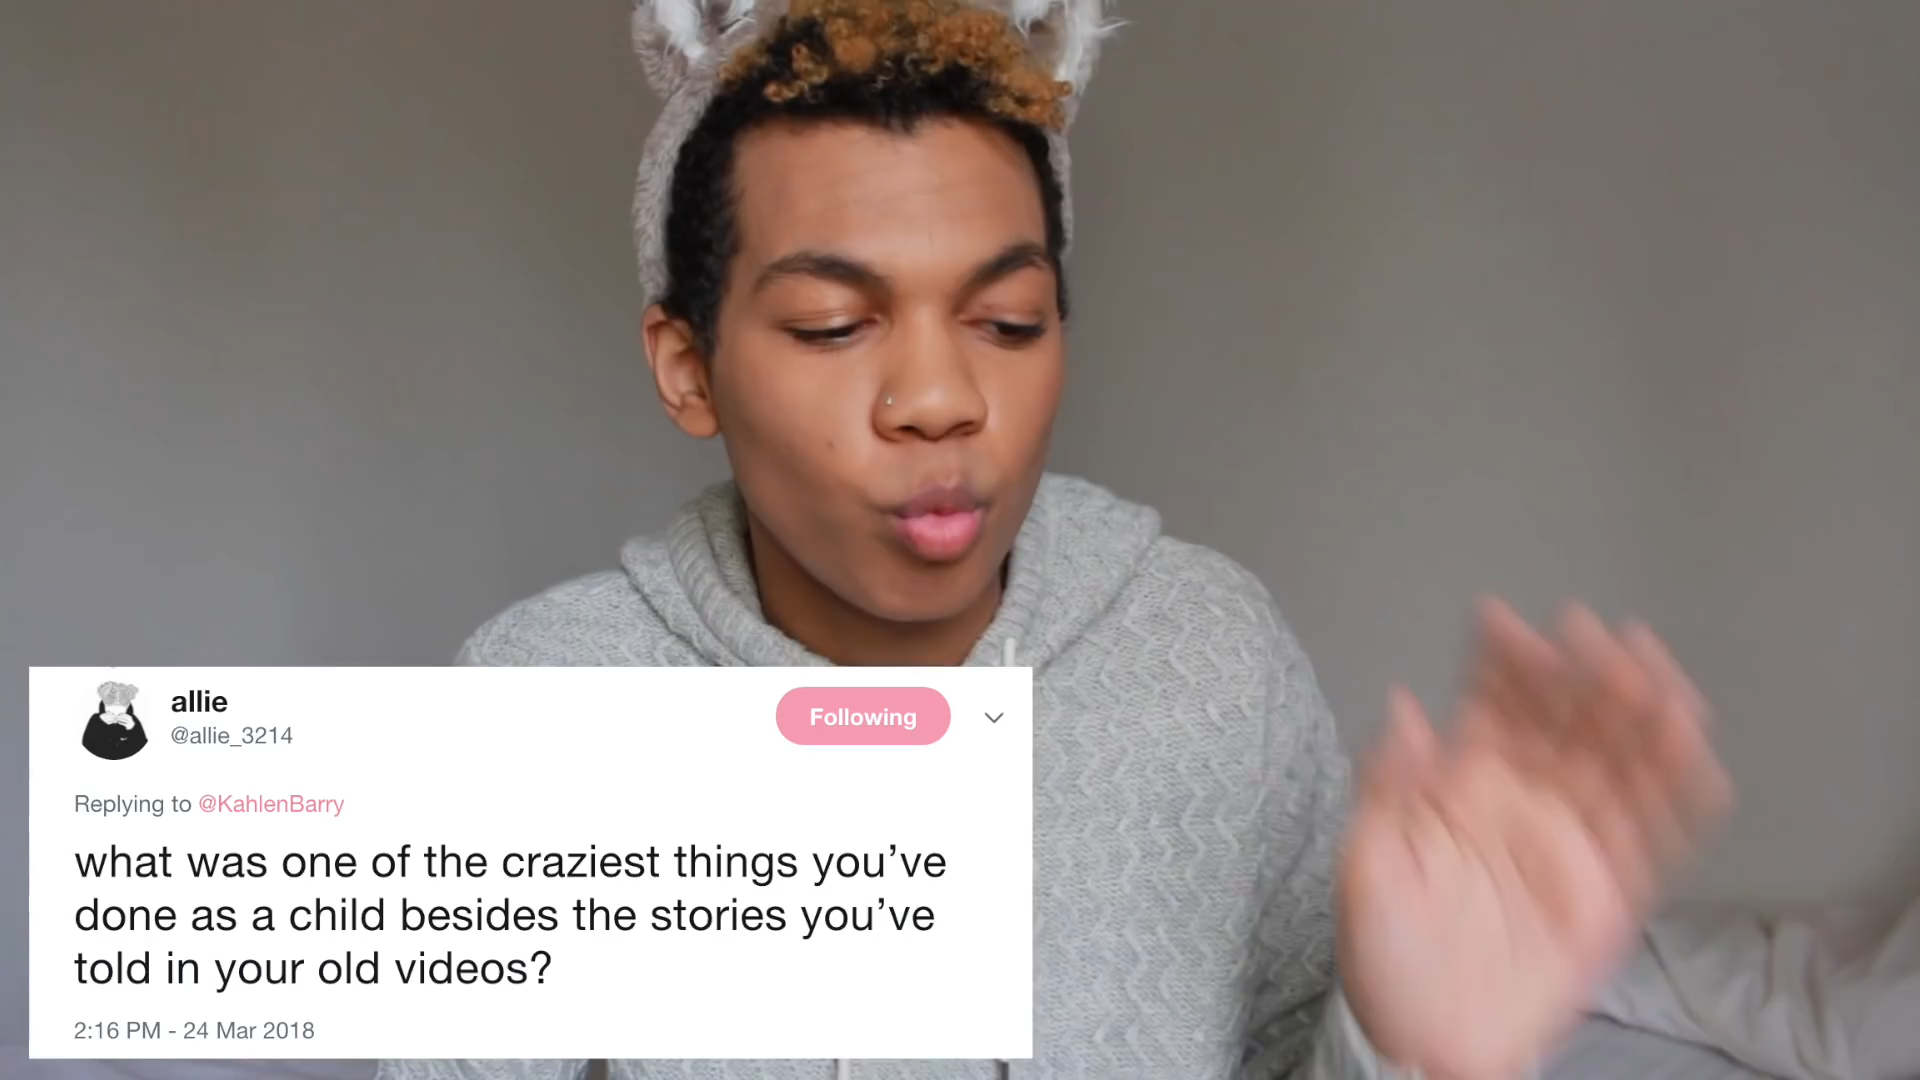 allie
@allie_3214
Following
Replying to @KahlenBarry
what was one of the craziest things you’ve
done as a child besides the stories you’ve
told in your old videos?
2:16 PM - 24 Mar 2018